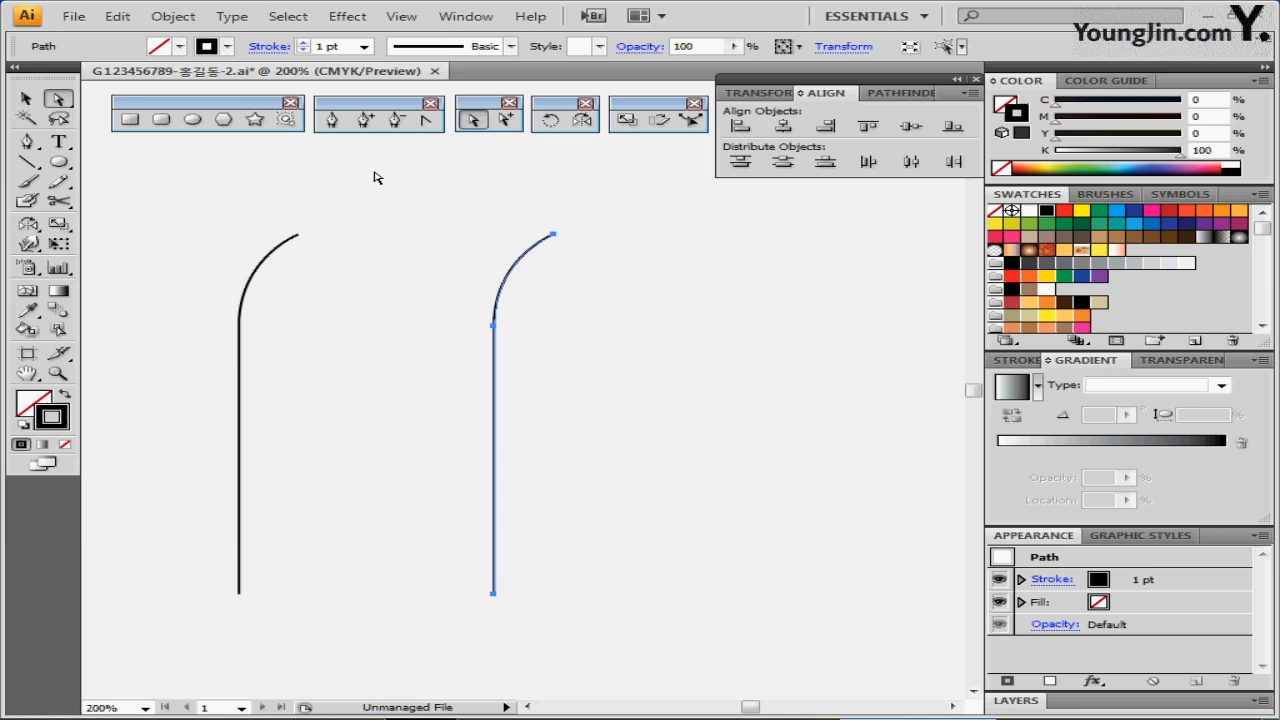 Ai File Edit Object Type Select Effect View Window Help Br ESSENTIALS
Y.
YoungJin.com
Path Stroke: 1 pt Basic Style: Opacity: 100 % Transform
G123456789-홍길동-2.ai* @ 200% (CMYK/Preview)
TRANSFOR ALIGN PATHFINDE
Align Objects:
Distribute Objects:
COLOR COLOR GUIDE
C 0 %
M 0 %
Y 0 %
K 100 %
SWATCHES BRUSHES SYMBOLS
STROKE GRADIENT TRANSPAREN
Type:
%
Opacity: %
Location: %
APPEARANCE GRAPHIC STYLES
Path
Stroke: 1 pt
Fill:
Opacity: Default
fx
LAYERS
200% 1 Unmanaged File